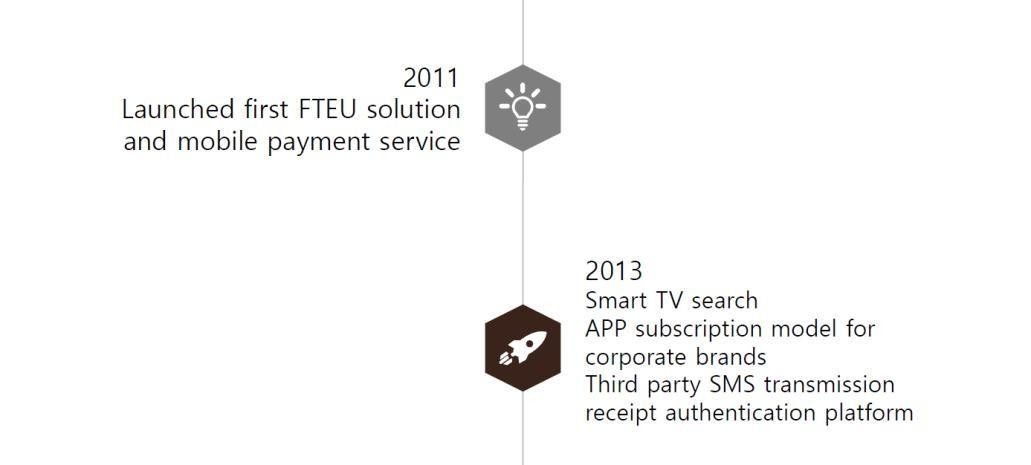 2011
Launched first FTEU solution
and mobile payment service
2013
Smart TV search
APP subscription model for
corporate brands
Third party SMS transmission
receipt authentication platform